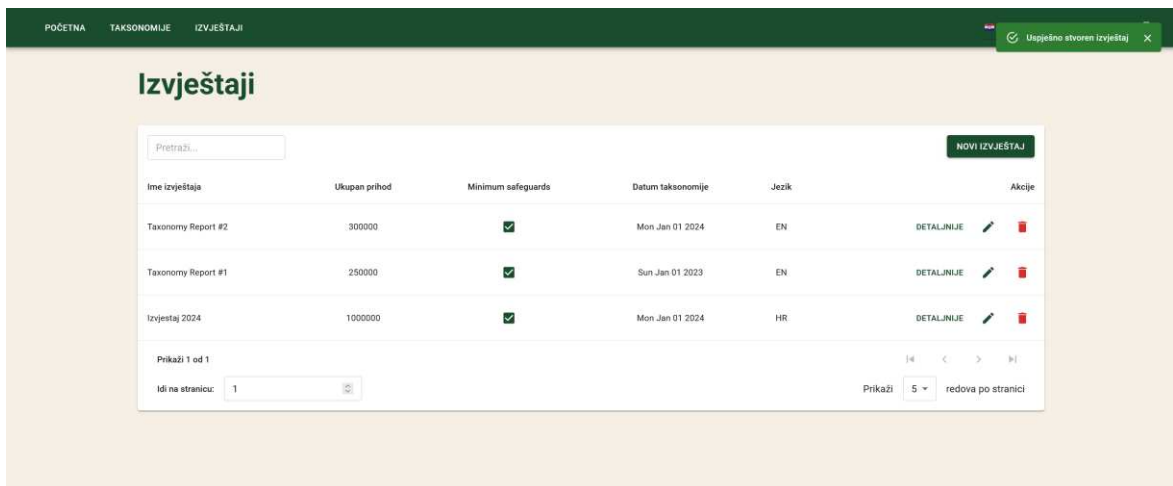 POČETNA TAKSONOMIJE IZVJEŠTAJI
Uspješno stvoren izvještaj
Izvještaji
Pretraži...
NOVI IZVJEŠTAJ
Ime izvještaja Ukupan prihod Minimum safeguards Datum taksonomije Jezik Akcije
Taxonomy Report #2 300000 Mon Jan 01 2024 EN DETALJNIJE
Taxonomy Report #1 250000 Sun Jan 01 2023 EN DETALJNIJE
Izvjestaj 2024 1000000 Mon Jan 01 2024 HR DETALJNIJE
Prikaži 1 od 1
Idi na stranicu: 1 Prikaži 5 redova po stranici